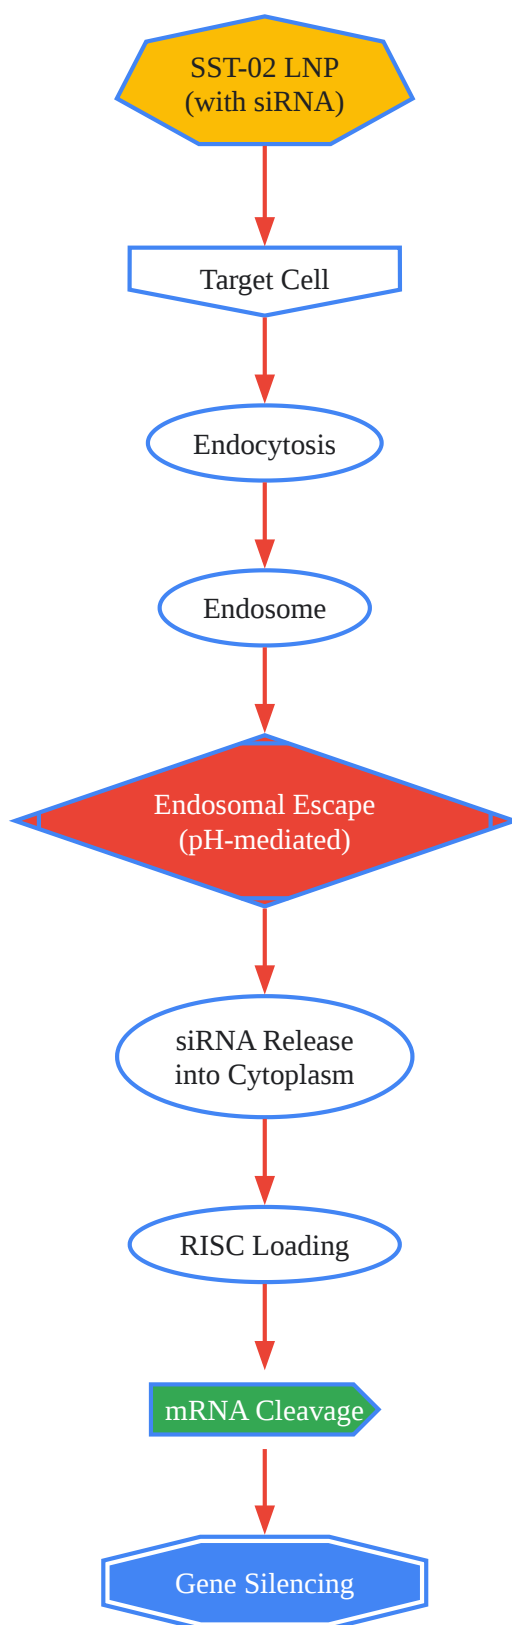 SST-02 LNP
(with siRNA)
Target Cell
Endocytosis
Endosome
Endosomal Escape
(pH-mediated)
siRNA Release
into Cytoplasm
RISC Loading
mRNA Cleavage
Gene Silencing